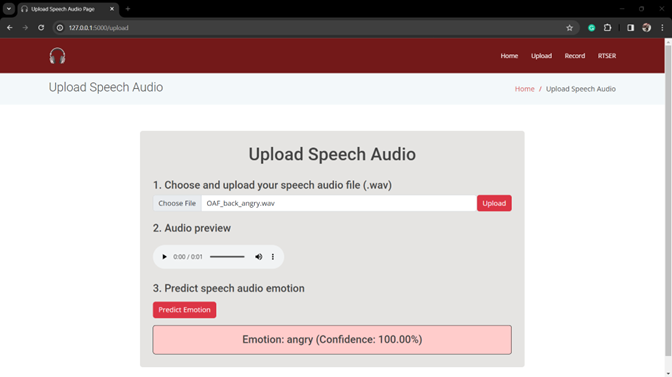 Upload Speech Audio Page
127.0.0.1:5000/upload
Home Upload Record RTSER
Upload Speech Audio
Home / Upload Speech Audio
Upload Speech Audio
1. Choose and upload your speech audio file (.wav)
Choose File OAF_back_angry.wav Upload
2. Audio preview
0:00 / 0:01
3. Predict speech audio emotion
Predict Emotion
Emotion: angry (Confidence: 100.00%)